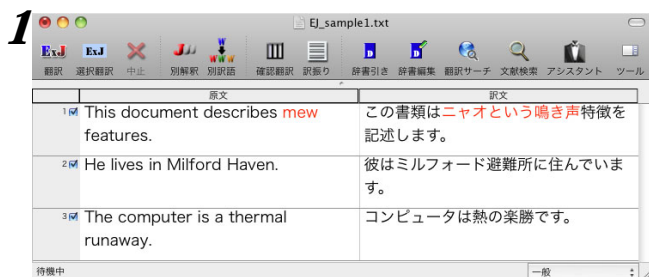 1
EJ_sample1.txt
ExJ ExJ J W D D
翻訳 選択翻訳 中止 別解釈 別訳語 確認翻訳 訳振り 辞書引き 辞書編集 翻訳サーチ 文献検索 アシスタント ツール
原文 訳文
1 This document describes mew この書類はニャオという鳴き声特徴を
features. 記述します。
2 He lives in Milford Haven. 彼はミルフォード避難所に住んでいま
す。
3 The computer is a thermal コンピュータは熱の楽勝です。
runaway.
待機中 一般